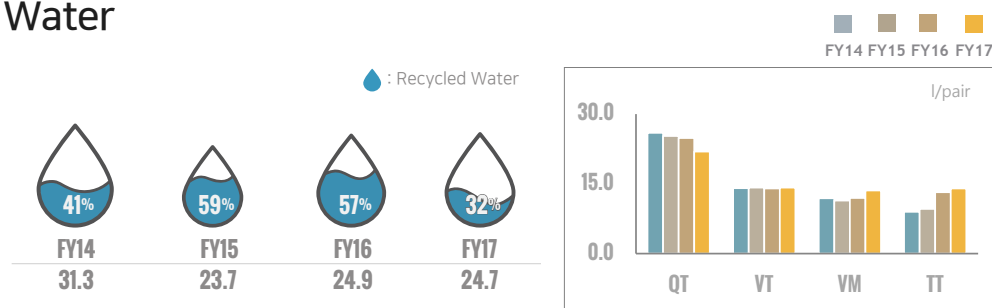 Water
FY14 FY15 FY16 FY17
: Recycled Water
l/pair
41% 59% 57% 32%
FY14 FY15 FY16 FY17
31.3 23.7 24.9 24.7
30.0
15.0
0.0
QT VT VM TT